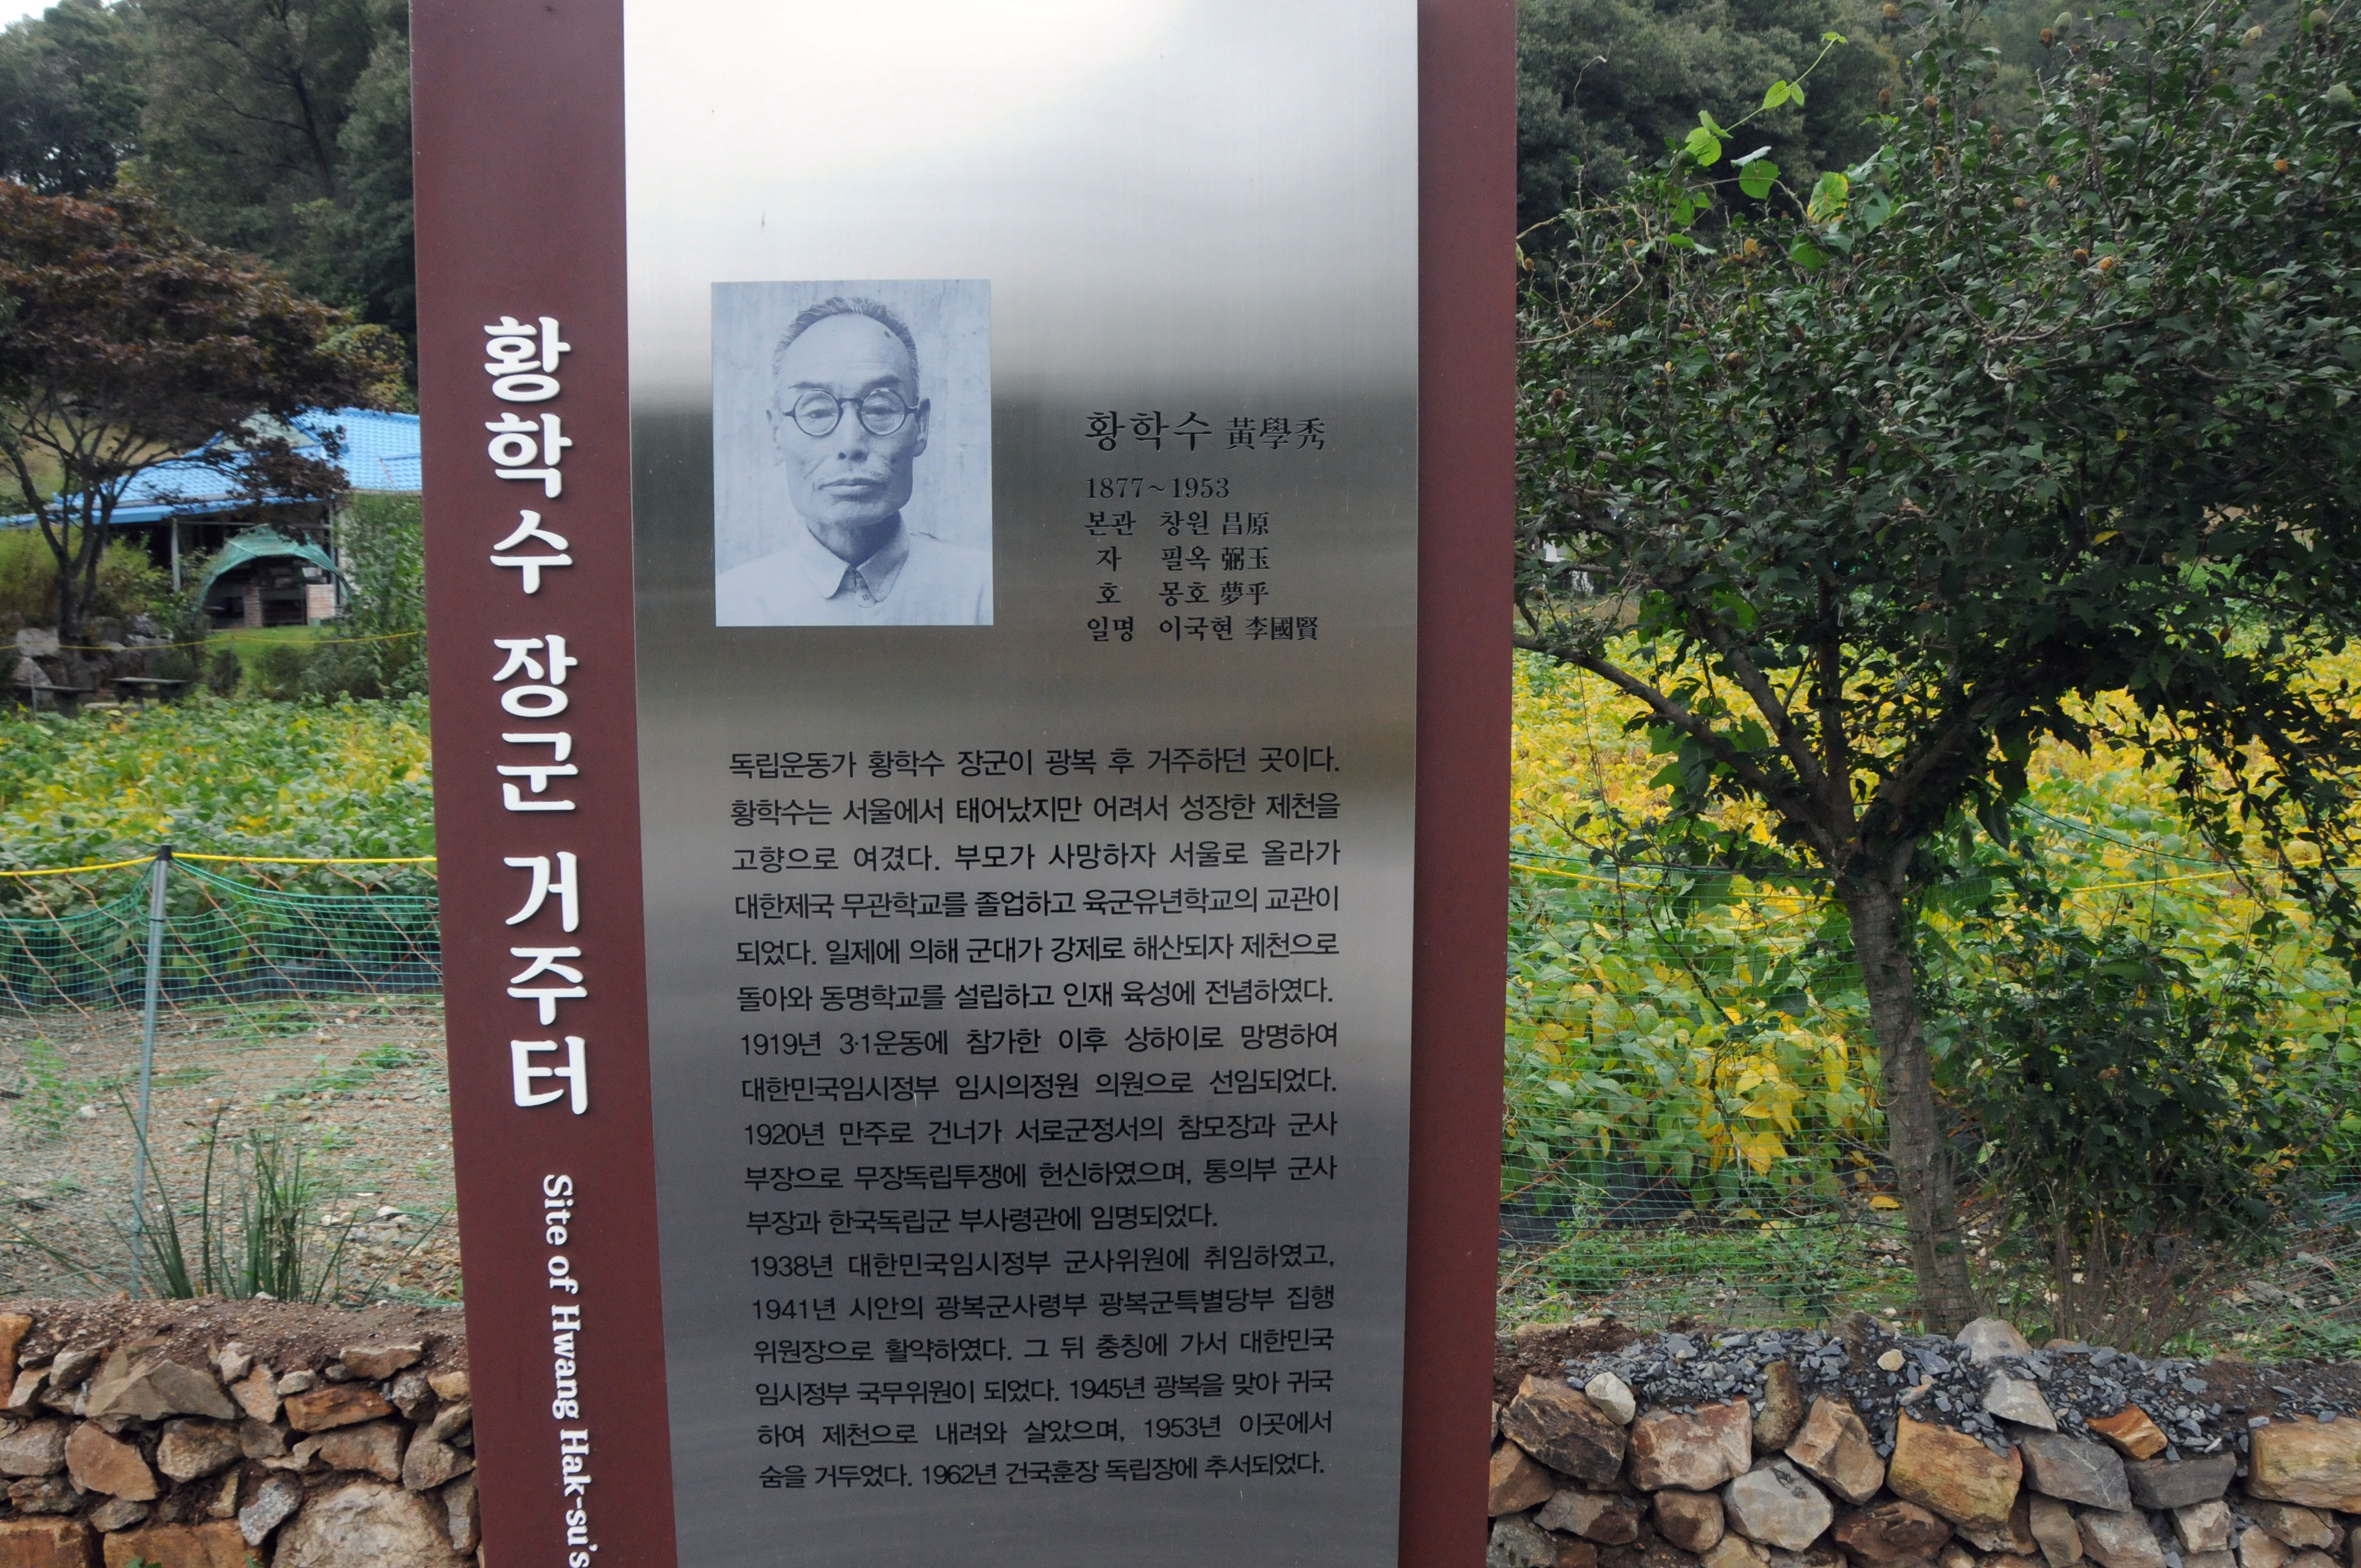 황학수 장군 거주터 Site of Hwang Hak-su's
황학수 黃學秀
1877~1953
본관 창원 昌原
자 필옥 弼玉
호 몽호 夢乎
일명 이국현 李國賢
독립운동가 황학수 장군이 광복 후 거주하던 곳이다.
황학수는 서울에서 태어났지만 어려서 성장한 제천을
고향으로 여겼다. 부모가 사망하자 서울로 올라가
대한제국 무관학교를 졸업하고 육군유년학교의 교관이
되었다. 일제에 의해 군대가 강제로 해산되자 제천으로
돌아와 동명학교를 설립하고 인재 육성에 전념하였다.
1919년 3·1운동에 참가한 이후 상하이로 망명하여
대한민국임시정부 임시의정원 의원으로 선임되었다.
1920년 만주로 건너가 서로군정서의 참모장과 군사
부장으로 무장독립투쟁에 헌신하였으며, 통의부 군사
부장과 한국독립군 부사령관에 임명되었다.
1938년 대한민국임시정부 군사위원에 취임하였고,
1941년 시안의 광복군사령부 광복군특별당부 집행
위원장으로 활약하였다. 그 뒤 충칭에 가서 대한민국
임시정부 국무위원이 되었다. 1945년 광복을 맞아 귀국
하여 제천으로 내려와 살았으며, 1953년 이곳에서
숨을 거두었다. 1962년 건국훈장 독립장에 추서되었다.